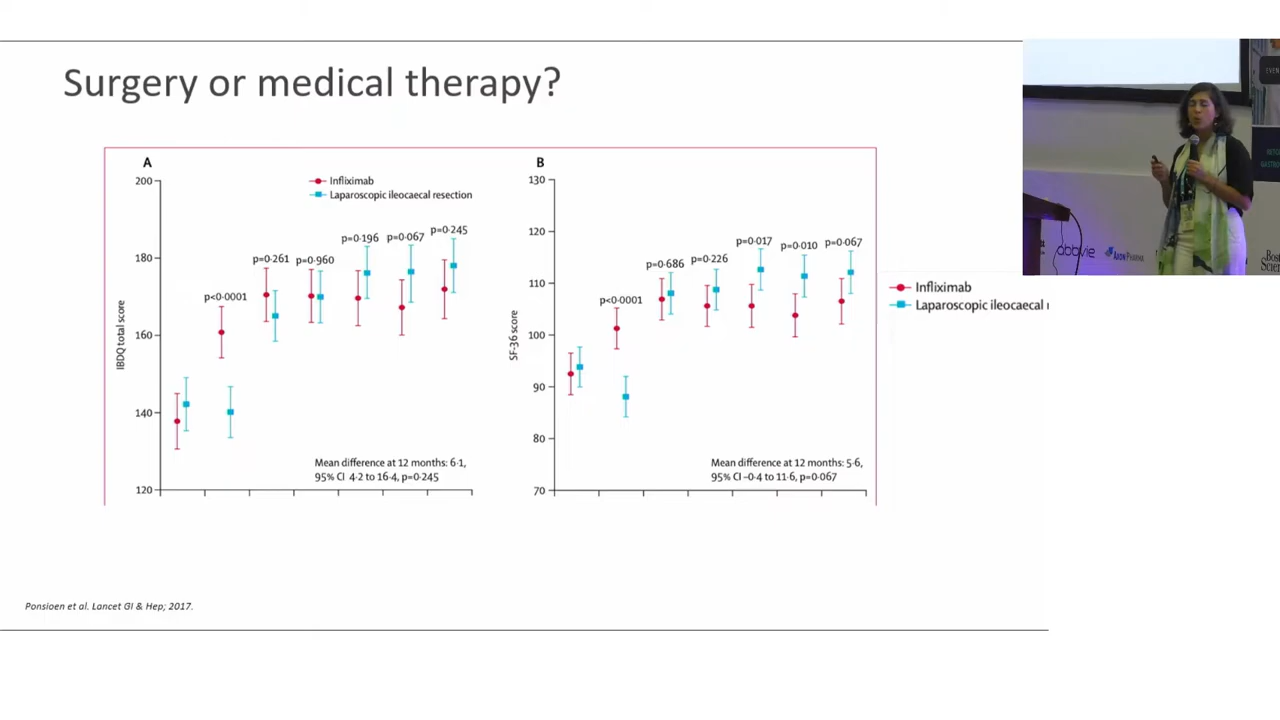 Surgery or medical therapy?
A
200
180
160
140
120
IBDQ total score
Infliximab
Laparoscopic ileocaecal resection
p<0·0001
p=0·261
p=0·960
p=0·196
p=0·067
p=0·245
Mean difference at 12 months: 6·1,
95% CI 4·2 to 16·4, p=0·245
B
130
120
110
100
90
80
70
SF-36 score
p<0·0001
p=0·686
p=0·226
p=0·017
p=0·010
p=0·067
Mean difference at 12 months: 5·6,
95% CI –0·4 to 11·6, p=0·067
Infliximab
Laparoscopic ileocaecal
abbvie
AXON PHARMA
Ponsioen et al. Lancet GI & Hep; 2017.